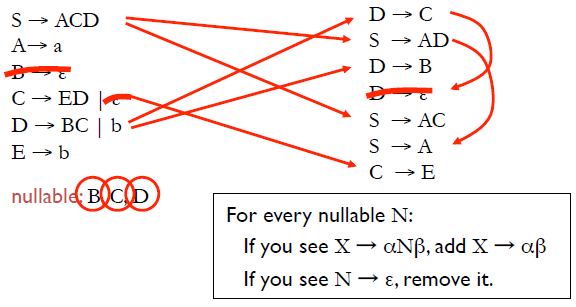 S → ACD
A → a
B → ε
C → ED | ε
D → BC | b
E → b
nullable: B, C, D
D → C
S → AD
D → B
D → ε
S → AC
S → A
C → E
For every nullable N:
If you see X → αNβ, add X → αβ
If you see N → ε, remove it.